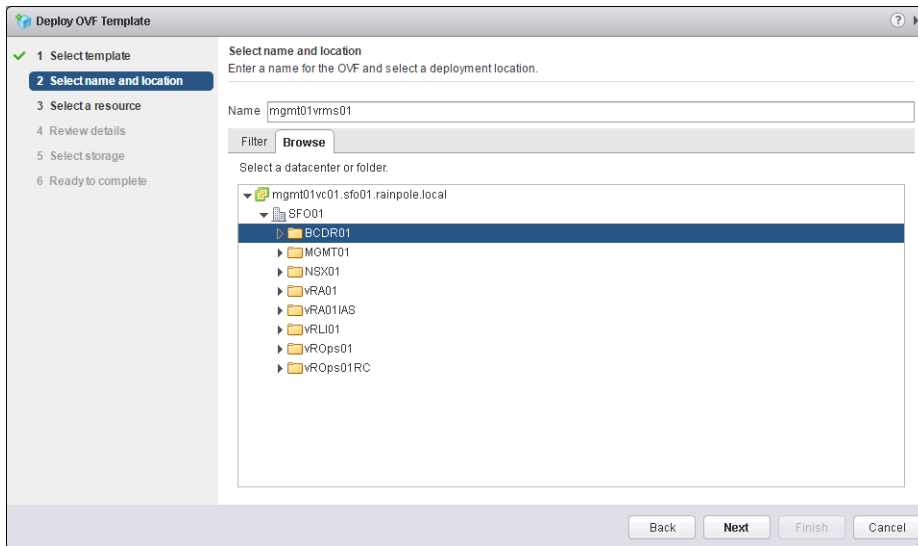 Deploy OVF Template
?
1 Select template
2 Select name and location
3 Select a resource
4 Review details
5 Select storage
6 Ready to complete
Select name and location
Enter a name for the OVF and select a deployment location.
Name mgmt01vrms01
Filter Browse
Select a datacenter or folder.
mgmt01vc01.sfo01.rainpole.local
SFO01
BCDR01
MGMT01
NSX01
vRA01
vRA01IAS
vRLI01
vROps01
vROps01RC
Back Next Finish Cancel